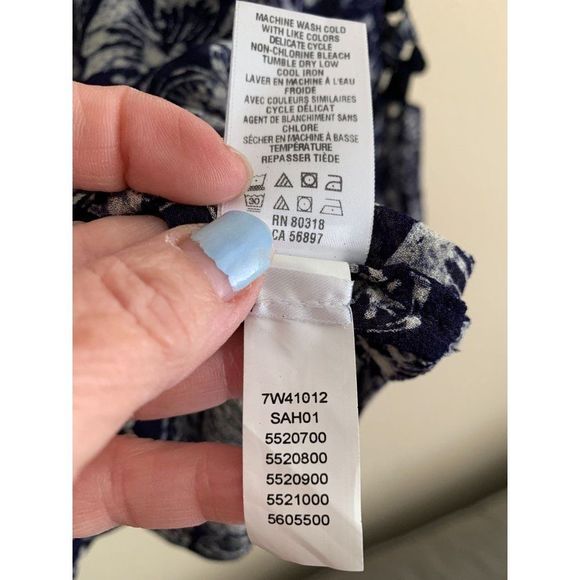 MACHINE WASH COLD
WITH LIKE COLORS
DELICATE CYCLE
NON-CHLORINE BLEACH
TUMBLE DRY LOW
COOL IRON
LAVER EN MACHINE À L'EAU
FROIDE
AVEC COULEURS SIMILAIRES
CYCLE DÉLICAT
AGENT DE BLANCHIMENT SANS
CHLORE
SÉCHER EN MACHINE À BASSE
TEMPÉRATURE
REPASSER TIÈDE
30
RN 80318
CA 56897
7W41012
SAH01
5520700
5520800
5520900
5521000
5605500